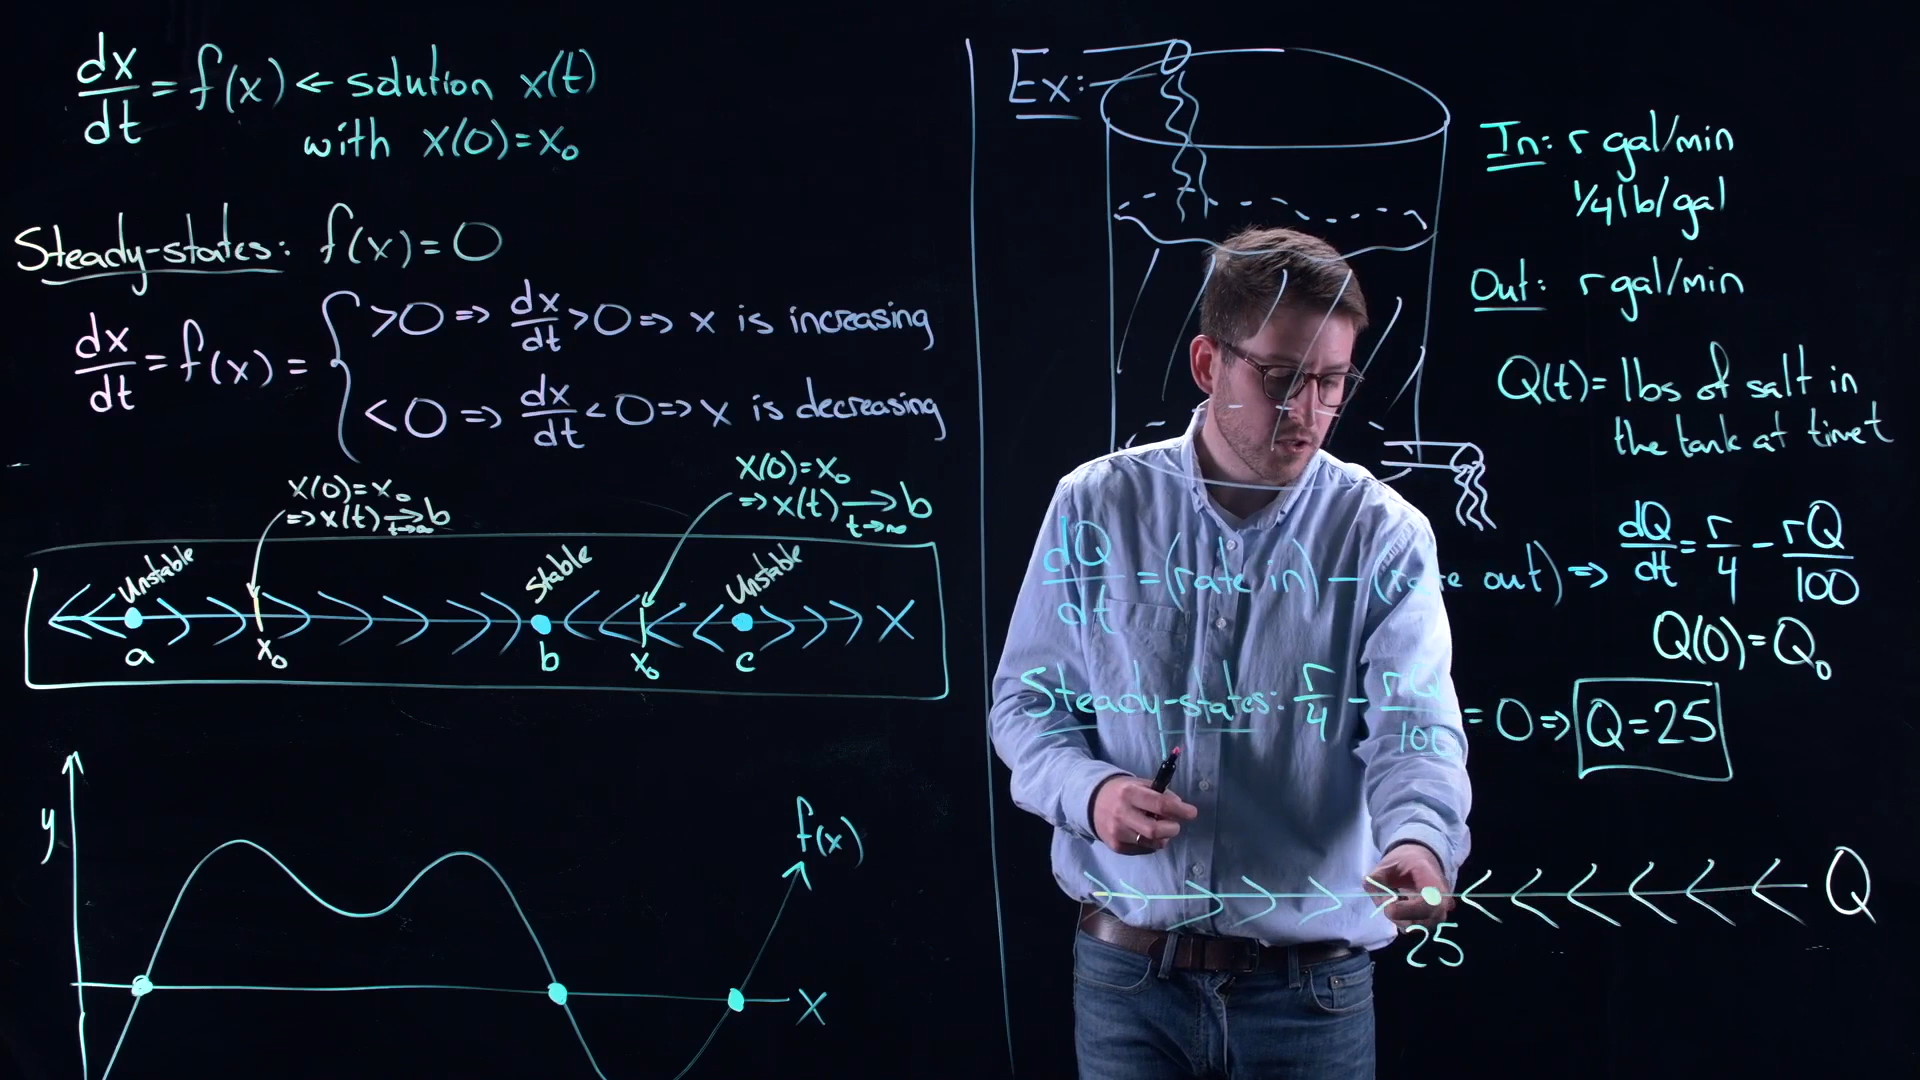 dx/dt = f(x) ← solution x(t)
with x(0)=x₀
Steady-states: f(x)=0
dx/dt = f(x) = { >0 ⇒ dx/dt >0 ⇒ x is increasing
<0 ⇒ dx/dt <0 ⇒ x is decreasing
x(0)=x₀
⇒ x(t) → b
t→∞
x(0)=x₀
⇒ x(t) → b
t→∞
Unstable
Stable
Unstable
a
x₀
b
x₀
c
X
y
f(x)
x
Ex:
In: r gal/min
1/4 lb/gal
Out: r gal/min
Q(t)= lbs of salt in
the tank at time t
dQ/dt = (rate in) − (rate out) ⇒ dQ/dt = r/4 − rQ/100
Q(0)=Q₀
Steady-states: r/4 − rQ/100 = 0 ⇒ Q=25
Q
25